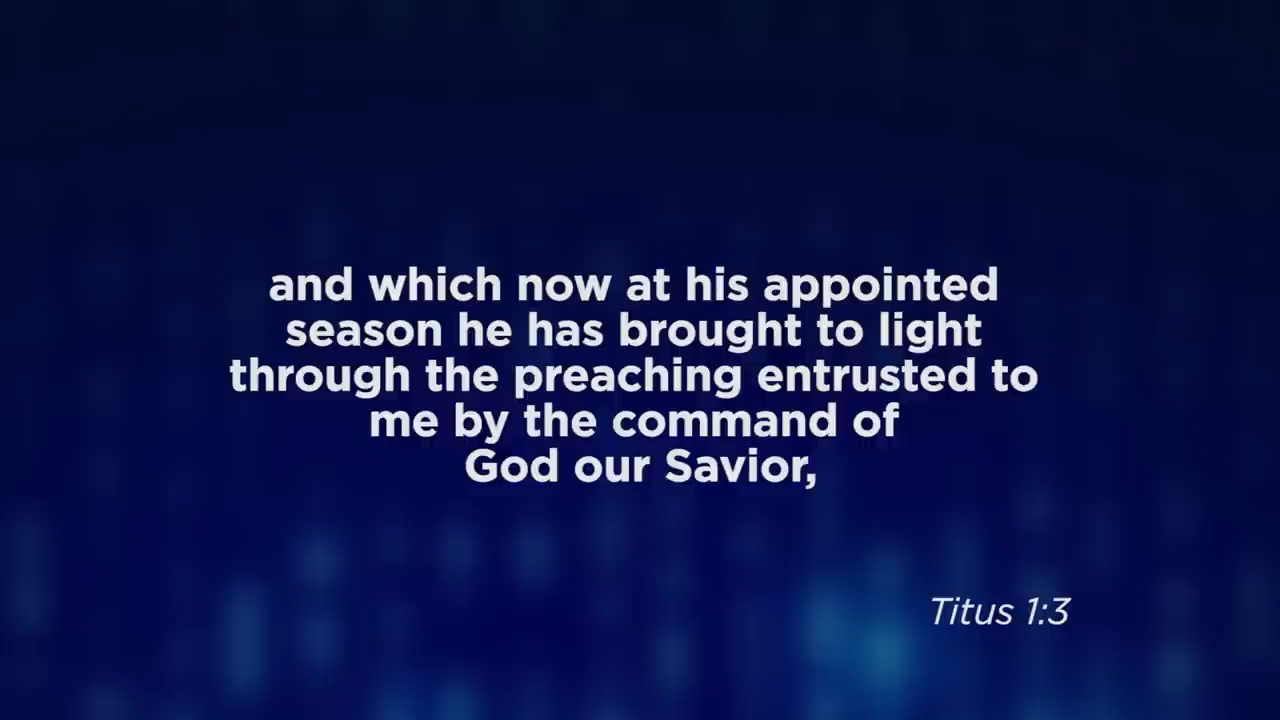 and which now at his appointed
season he has brought to light
through the preaching entrusted to
me by the command of
God our Savior,
Titus 1:3